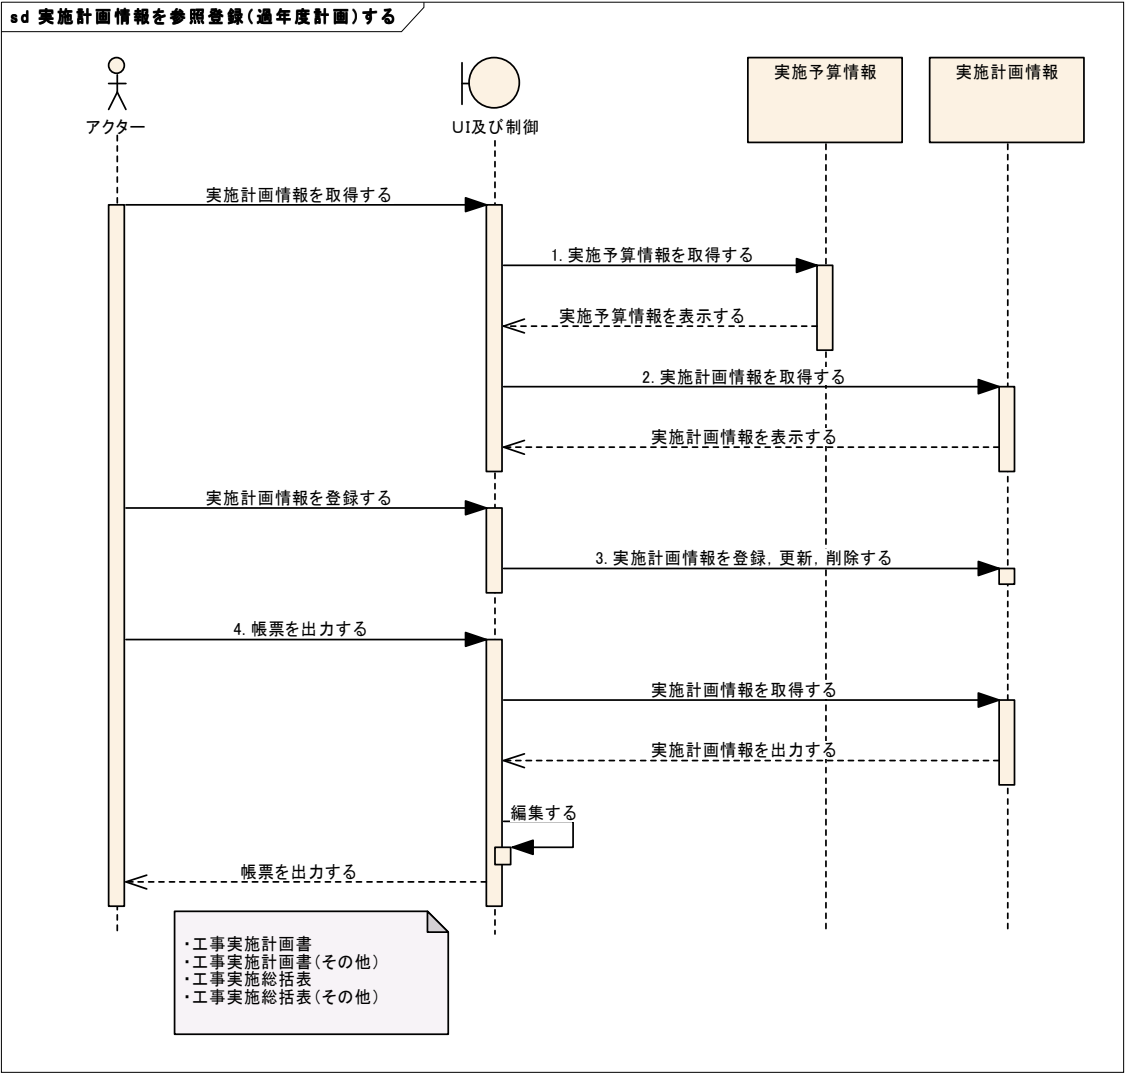 sd 実施計画情報を参照登録(過年度計画)する
アクター
UI及び制御
実施予算情報
実施計画情報
実施計画情報を取得する
1. 実施予算情報を取得する
実施予算情報を表示する
2. 実施計画情報を取得する
実施計画情報を表示する
実施計画情報を登録する
3. 実施計画情報を登録, 更新, 削除する
4. 帳票を出力する
実施計画情報を取得する
実施計画情報を出力する
編集する
帳票を出力する
・工事実施計画書
・工事実施計画書(その他)
・工事実施総括表
・工事実施総括表(その他)